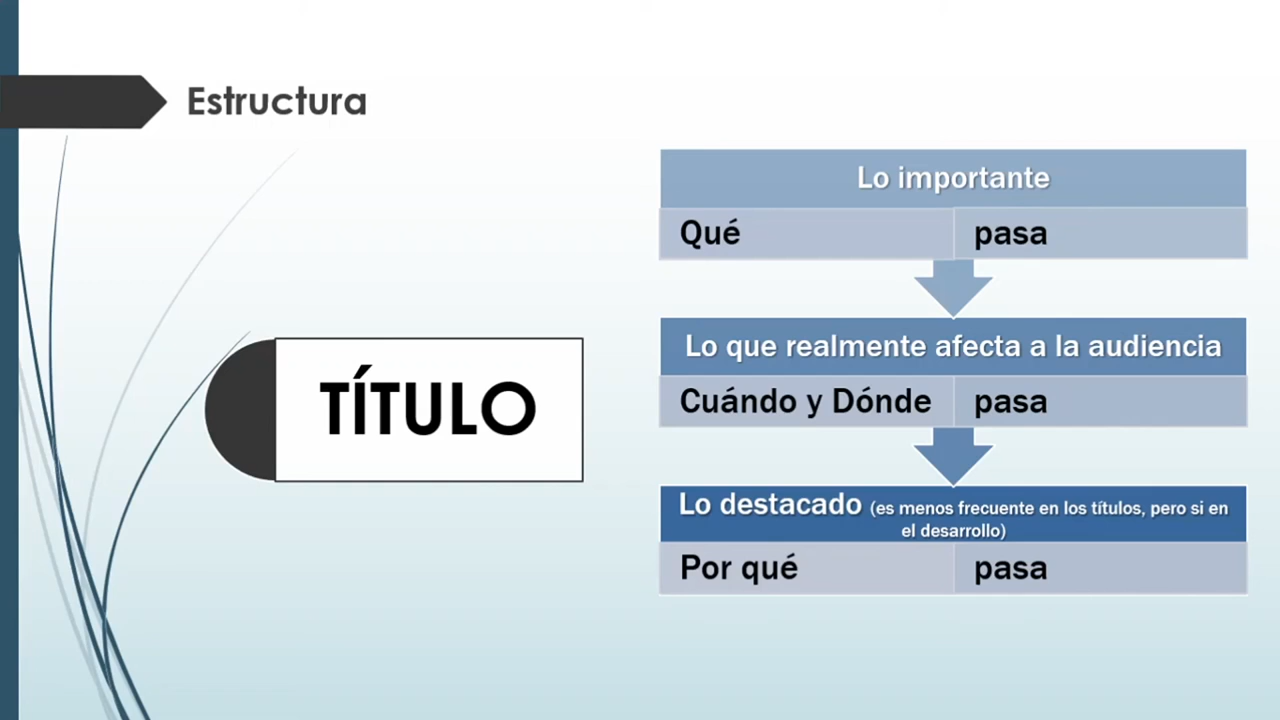 Estructura
TÍTULO
Lo importante
Qué pasa
Lo que realmente afecta a la audiencia
Cuándo y Dónde pasa
Lo destacado (es menos frecuente en los títulos, pero si en
el desarrollo)
Por qué pasa